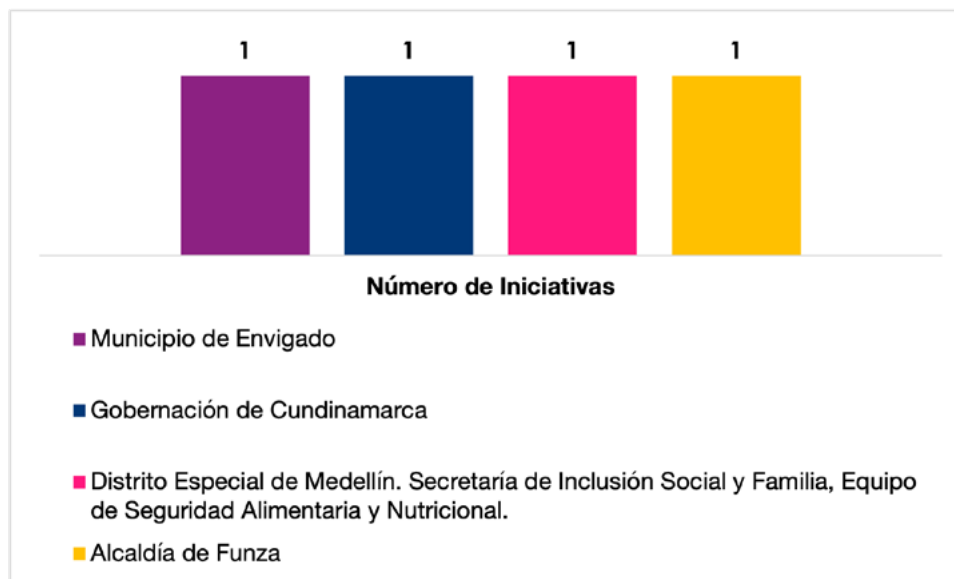 1 1 1 1
Número de Iniciativas
Municipio de Envigado
Gobernación de Cundinamarca
Distrito Especial de Medellín. Secretaría de Inclusión Social y Familia, Equipo
de Seguridad Alimentaria y Nutricional.
Alcaldía de Funza